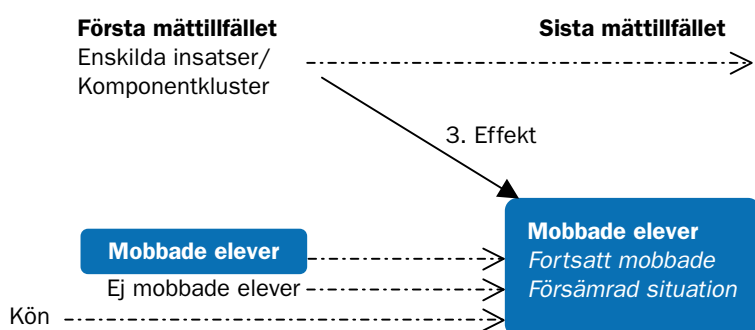 Första mättillfället
Sista mättillfället
Enskilda insatser/
Komponentkluster
3. Effekt
Mobbade elever
Ej mobbade elever
Kön
Mobbade elever
Fortsatt mobbade
Försämrad situation